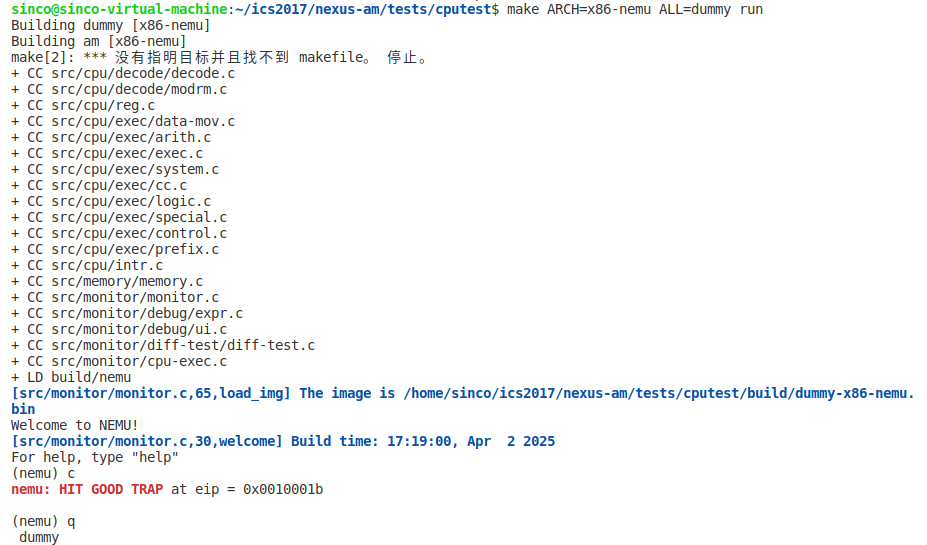 sinco@sinco-virtual-machine:~/ics2017/nexus-am/tests/cputest$ make ARCH=x86-nemu ALL=dummy run
Building dummy [x86-nemu]
Building am [x86-nemu]
make[2]: *** 没有指明目标并且找不到 makefile。 停止。
+ CC src/cpu/decode/decode.c
+ CC src/cpu/decode/modrm.c
+ CC src/cpu/reg.c
+ CC src/cpu/exec/data-mov.c
+ CC src/cpu/exec/arith.c
+ CC src/cpu/exec/exec.c
+ CC src/cpu/exec/system.c
+ CC src/cpu/exec/cc.c
+ CC src/cpu/exec/logic.c
+ CC src/cpu/exec/special.c
+ CC src/cpu/exec/control.c
+ CC src/cpu/exec/prefix.c
+ CC src/cpu/intr.c
+ CC src/memory/memory.c
+ CC src/monitor/monitor.c
+ CC src/monitor/debug/expr.c
+ CC src/monitor/debug/ui.c
+ CC src/monitor/diff-test/diff-test.c
+ CC src/monitor/cpu-exec.c
+ LD build/nemu
[src/monitor/monitor.c,65,load_img] The image is /home/sinco/ics2017/nexus-am/tests/cputest/build/dummy-x86-nemu.
bin
Welcome to NEMU!
[src/monitor/monitor.c,30,welcome] Build time: 17:19:00, Apr  2 2025
For help, type "help"
(nemu) c
nemu: HIT GOOD TRAP at eip = 0x0010001b
(nemu) q
dummy